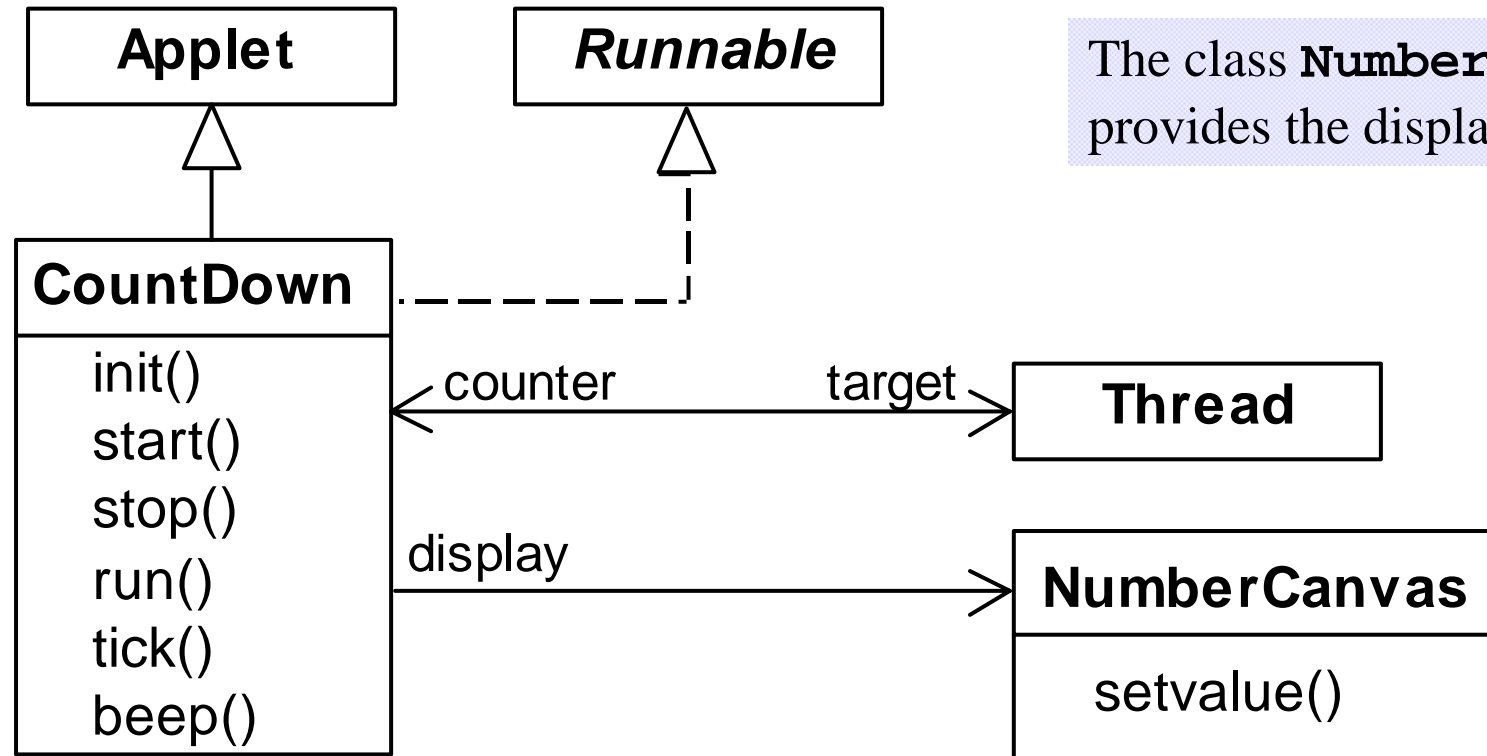 Applet
Runnable
The class Number
provides the displa
CountDown
init()
start()
stop()
run()
tick()
beep()
counter
target
Thread
display
NumberCanvas
setvalue()